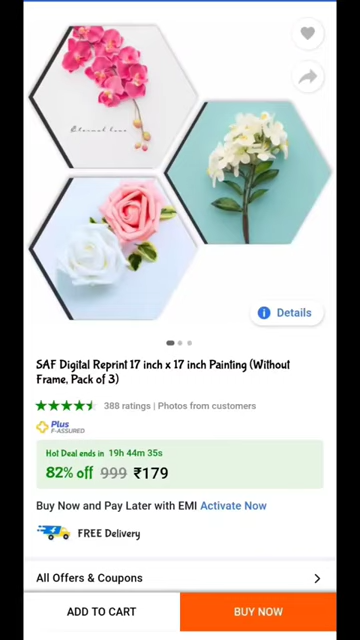 Eternal love
Details
SAF Digital Reprint 17 inch x 17 inch Painting (Without
Frame, Pack of 3)
388 ratings | Photos from customers
Plus
F-ASSURED
Hot Deal ends in 19h 44m 35s
82% off 999 ₹179
Buy Now and Pay Later with EMI Activate Now
FREE Delivery
All Offers & Coupons
ADD TO CART BUY NOW